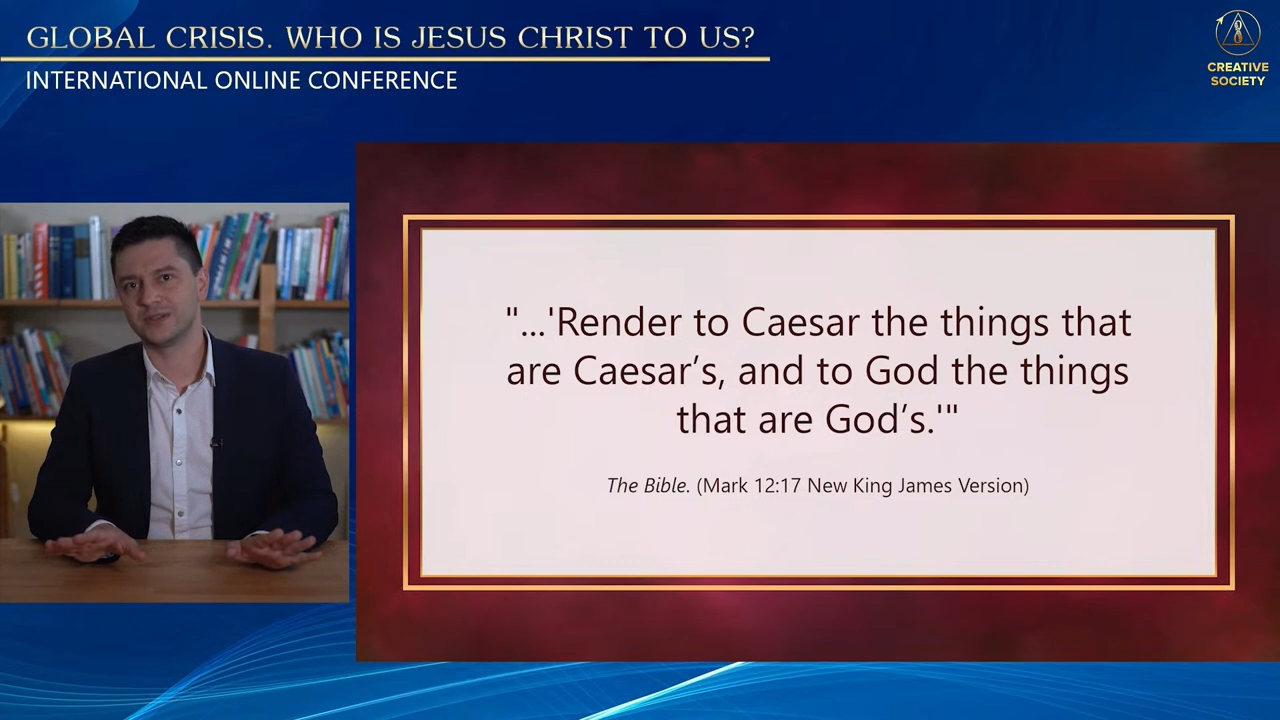 GLOBAL CRISIS. WHO IS JESUS CHRIST TO US?
INTERNATIONAL ONLINE CONFERENCE
CREATIVE
SOCIETY
"...'Render to Caesar the things that
are Caesar’s, and to God the things
that are God’s.'"
The Bible. (Mark 12:17 New King James Version)